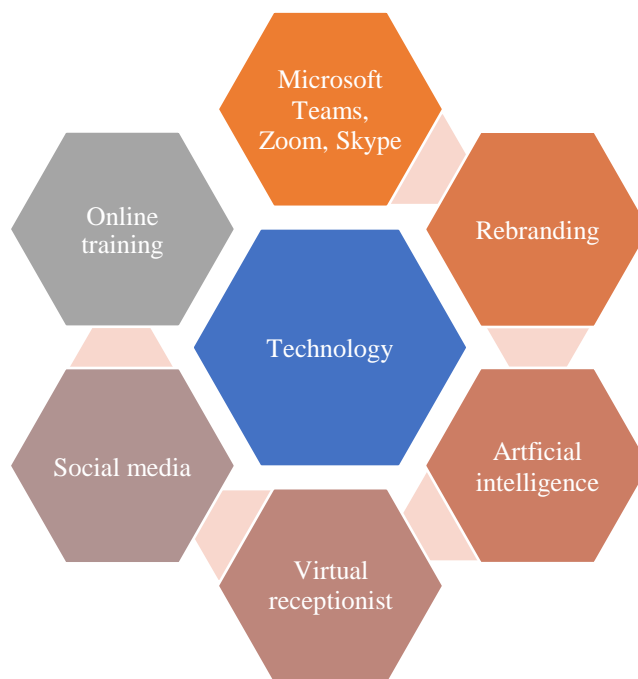 Microsoft
Teams,
Zoom, Skype
Rebranding
Artficial
intelligence
Virtual
receptionist
Social media
Online
training
Technology